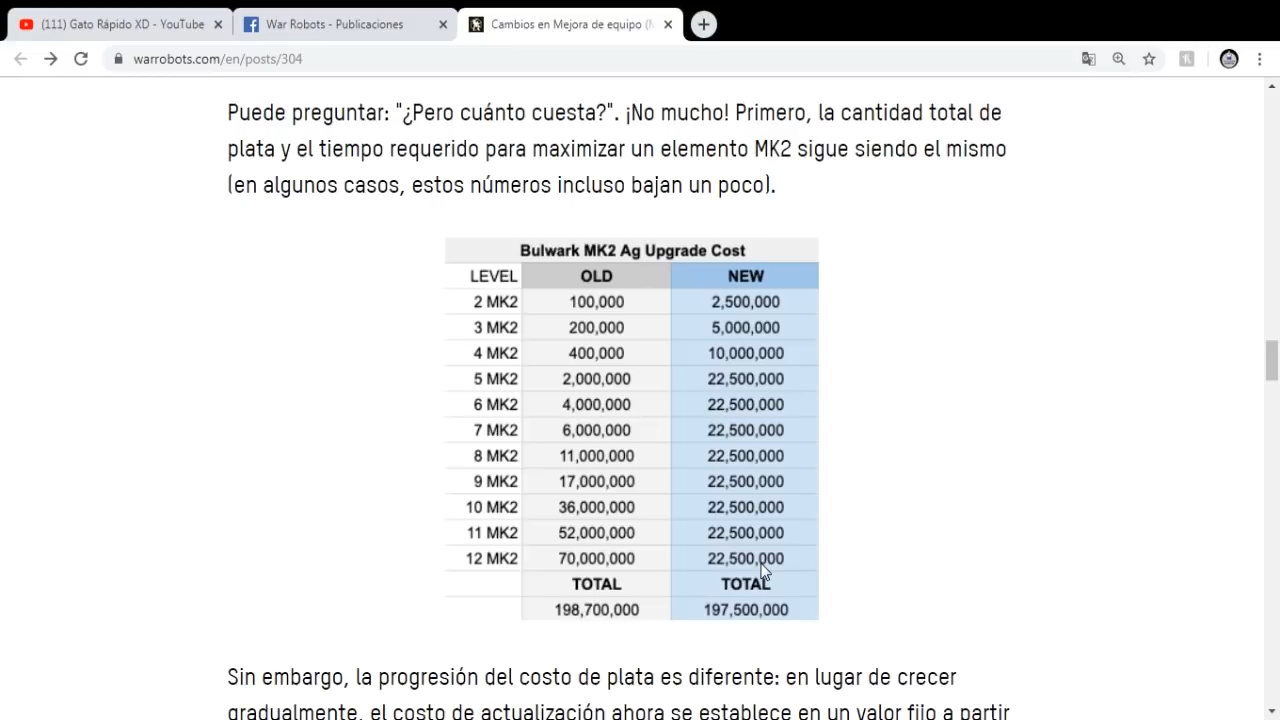 (111) Gato Rápido XD - YouTube
War Robots - Publicaciones
Cambios en Mejora de equipo (
warrobots.com/en/posts/304
Puede preguntar: "¿Pero cuánto cuesta?". ¡No mucho! Primero, la cantidad total de
plata y el tiempo requerido para maximizar un elemento MK2 sigue siendo el mismo
(en algunos casos, estos números incluso bajan un poco).
Bulwark MK2 Ag Upgrade Cost
LEVEL OLD NEW
2 MK2 100,000 2,500,000
3 MK2 200,000 5,000,000
4 MK2 400,000 10,000,000
5 MK2 2,000,000 22,500,000
6 MK2 4,000,000 22,500,000
7 MK2 6,000,000 22,500,000
8 MK2 11,000,000 22,500,000
9 MK2 17,000,000 22,500,000
10 MK2 36,000,000 22,500,000
11 MK2 52,000,000 22,500,000
12 MK2 70,000,000 22,500,000
TOTAL TOTAL
198,700,000 197,500,000
Sin embargo, la progresión del costo de plata es diferente: en lugar de crecer
gradualmente, el costo de actualización ahora se establece en un valor fijo a partir